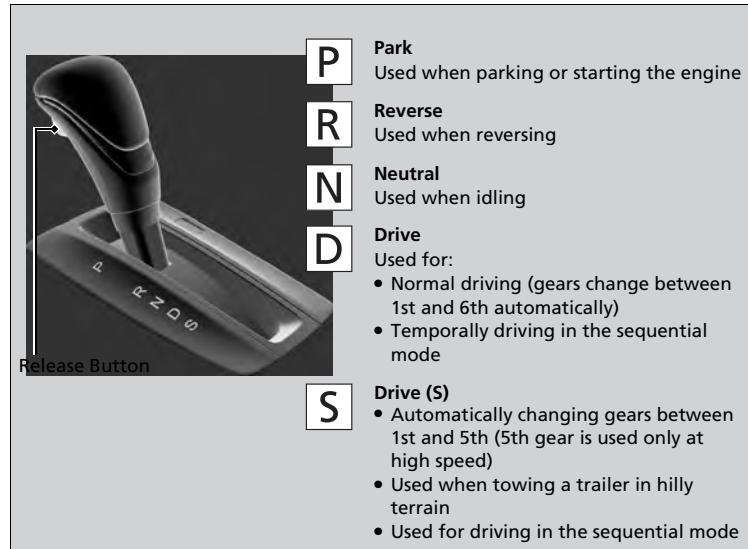 P
Park
Used when parking or starting the engine
R
Reverse
Used when reversing
N
Neutral
Used when idling
D
Drive
Used for:
• Normal driving (gears change between
1st and 6th automatically)
• Temporally driving in the sequential
mode
S
Drive (S)
• Automatically changing gears between
1st and 5th (5th gear is used only at
high speed)
• Used when towing a trailer in hilly
terrain
• Used for driving in the sequential mode
P R N D S
Release Button